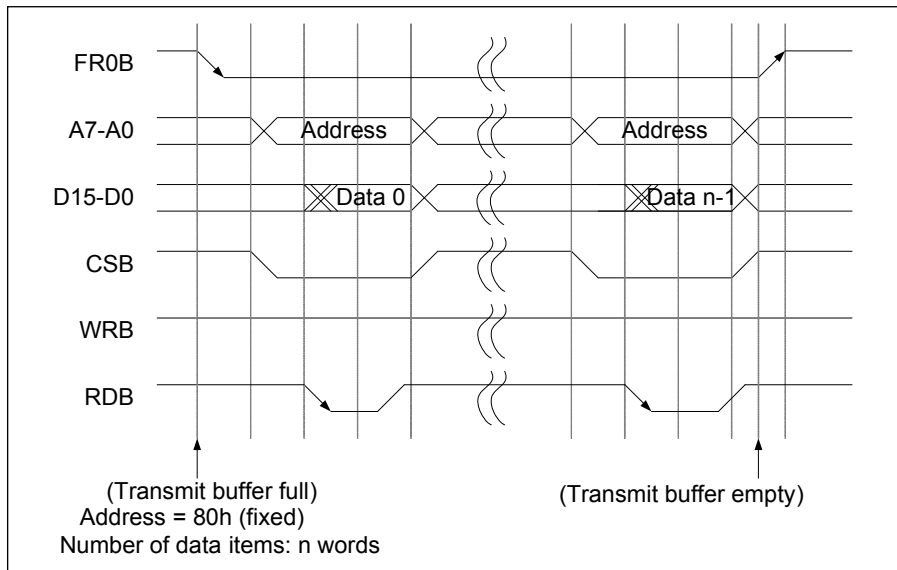 FR0B
A7-A0
Address
Address
D15-D0
Data 0
Data n-1
CSB
WRB
RDB
(Transmit buffer full)
(Transmit buffer empty)
Address = 80h (fixed)
Number of data items: n words